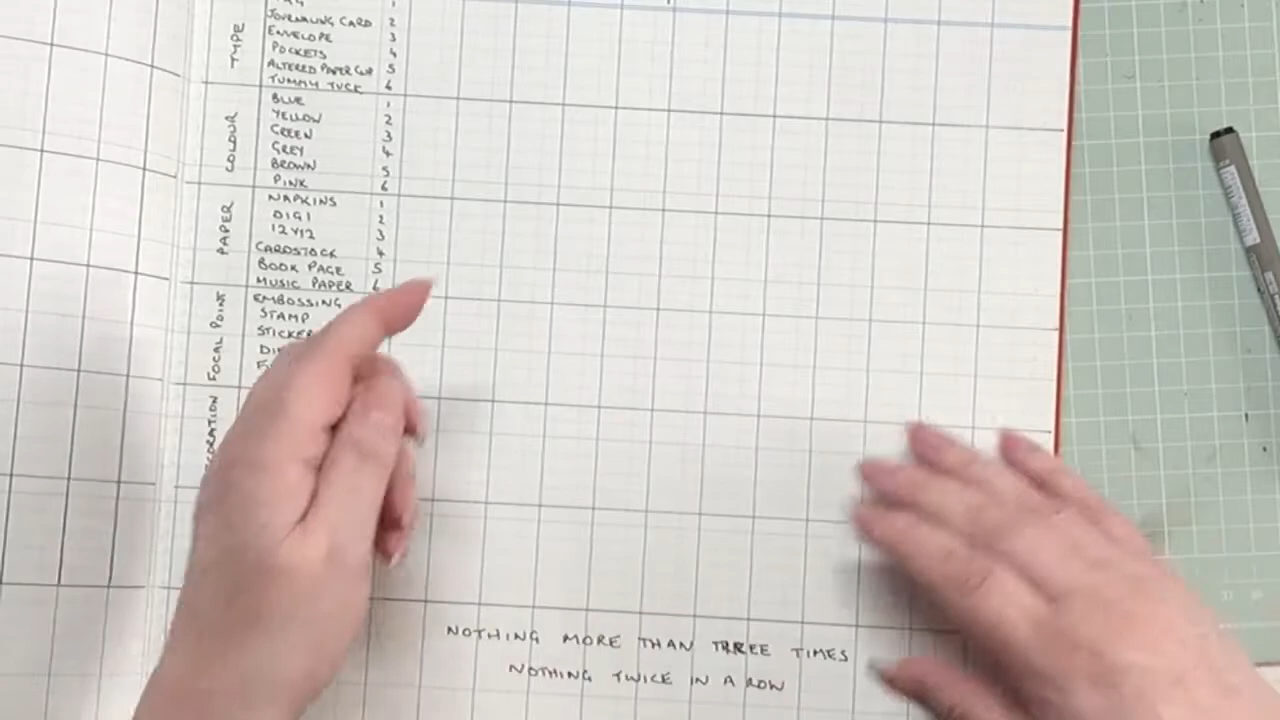 TYPE
JOURNALING CARD 2
ENVELOPE 3
POCKETS 4
ALTERED PAPER CLIP 5
TUMMY TUCK 6
COLOUR
BLUE 1
YELLOW 2
GREEN 3
GREY 4
BROWN 5
PINK 6
PAPER
NAPKINS 1
DIGI 2
12X12 3
CARDSTOCK 4
BOOK PAGE 5
MUSIC PAPER
FOCAL POINT
EMBOSSING
STAMP
STICKER
NOTHING MORE THAN THREE TIMES
NOTHING TWICE IN A ROW